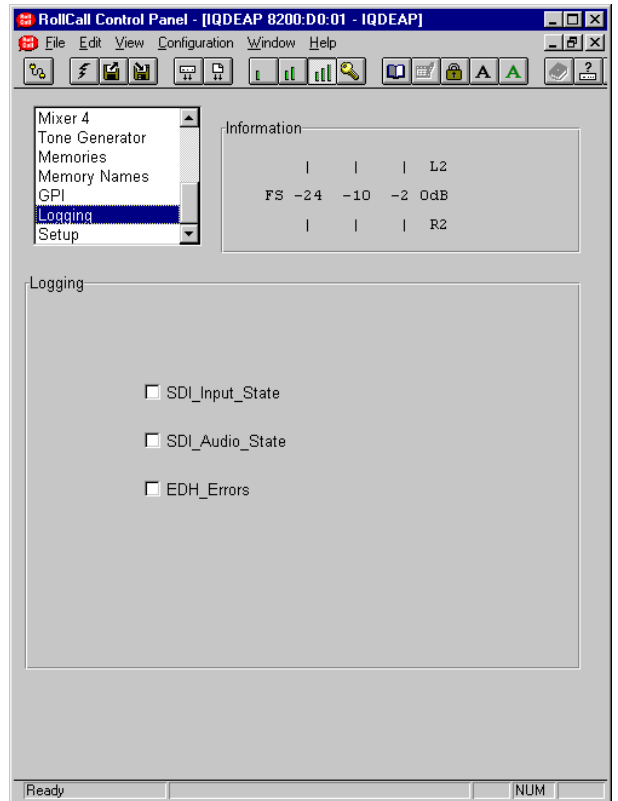 RollCall Control Panel - [IQDEAP 8200:D0:01 - IQDEAP]
File Edit View Configuration Window Help
A A
Mixer 4
Tone Generator
Memories
Memory Names
GPI
Logging
Setup
Information
| | | L2
FS -24 -10 -2 0dB
| | | R2
Logging
SDI_Input_State
SDI_Audio_State
EDH_Errors
Ready NUM